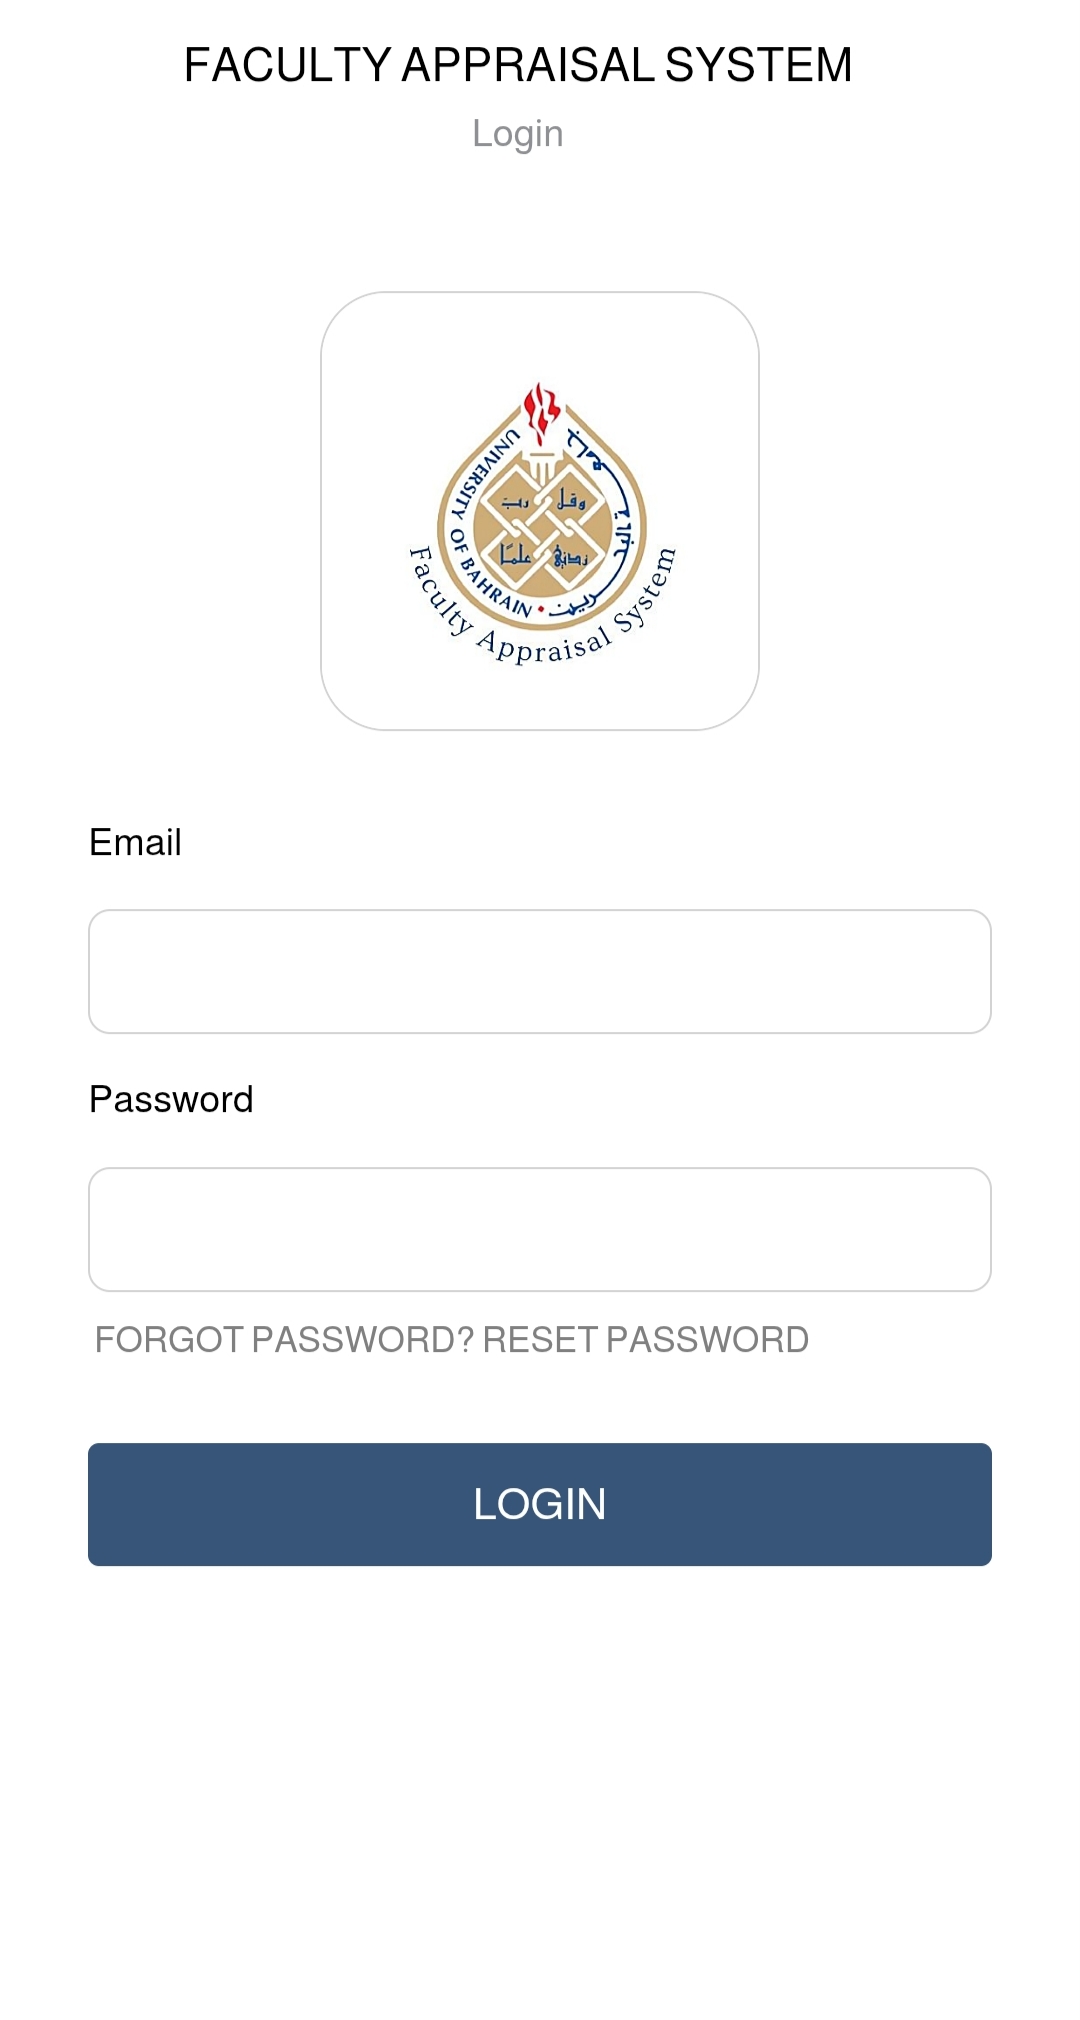 FACULTY APPRAISAL SYSTEM
Login
UNIVERSITY OF BAHRAIN
جامعة البحرين
وقل رب
زدني علمًا
Faculty Appraisal System
Email
Password
FORGOT PASSWORD? RESET PASSWORD
LOGIN